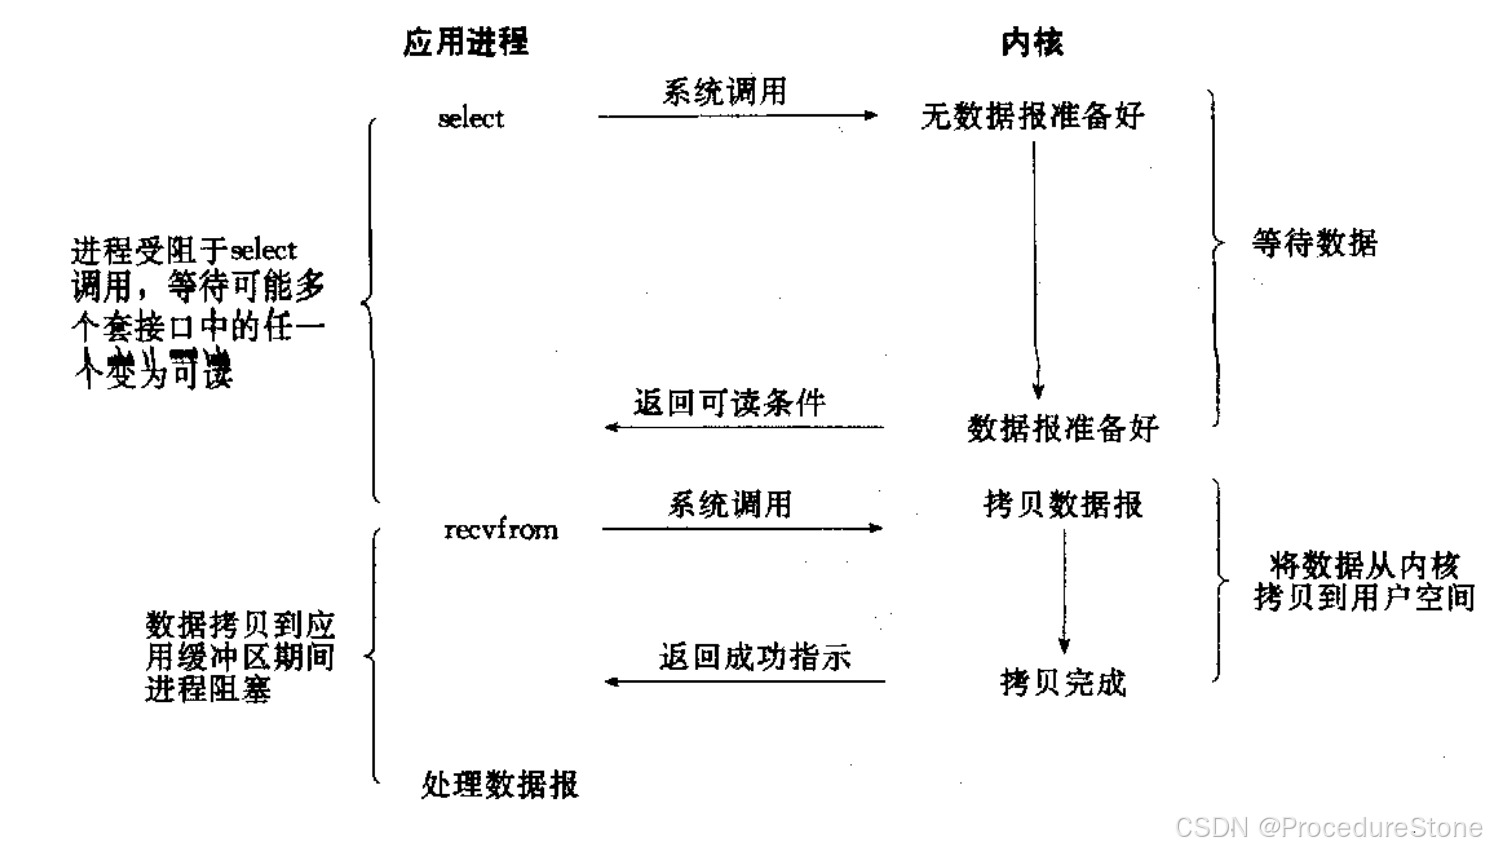 应用进程
内核
系统调用
select
无数据报准备好
进程受阻于select
调用，等待可能多
个套接口中的任一
个变为可读
等待数据
返回可读条件
数据报准备好
系统调用
拷贝数据报
recvfrom
将数据从内核
拷贝到用户空间
数据拷贝到应
用缓冲区期间
进程阻塞
返回成功指示
拷贝完成
处理数据报
CSDN @ProcedureStone